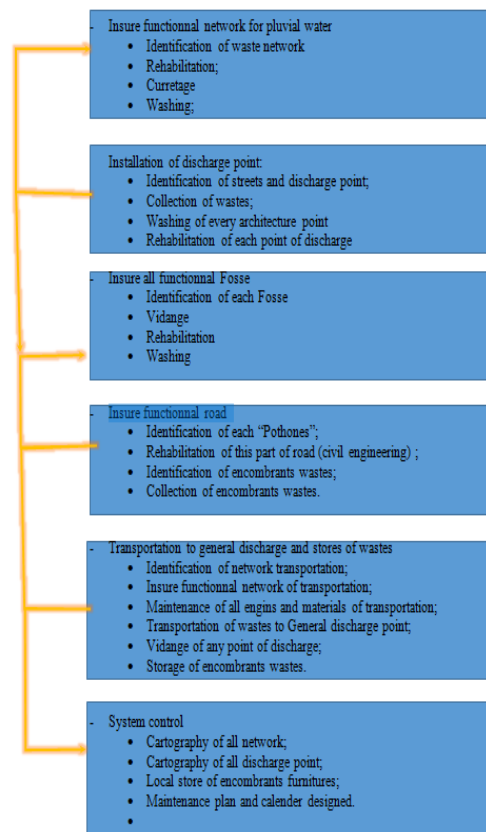 - Insure functionnal network for pluvial water
• Identification of waste network
• Rehabilitation;
• Curretage
• Washing;
Installation of discharge point:
• Identification of streets and discharge point;
• Collection of wastes;
• Washing of every architecture point
• Rehabilitation of each point of discharge
- Insure all functionnal Fosse
• Identification of each Fosse
• Vidange
• Rehabilitation
• Washing
- Insure functionnal road
• Identification of each “Pothones”;
• Rehabilitation of this part of road (civil engineering) ;
• Identification of encombrants wastes;
• Collection of encombrants wastes.
- Transportation to general discharge and stores of wastes
• Identification of network transportation;
• Insure functionnal network of transportation;
• Maintenance of all engins and materials of transportation;
• Transportation of wastes to General discharge point;
• Vidange of any point of discharge;
• Storage of encombrants wastes.
- System control
• Cartography of all network;
• Cartography of all discharge point;
• Local store of encombrants furnitures;
• Maintenance plan and calender designed.
•